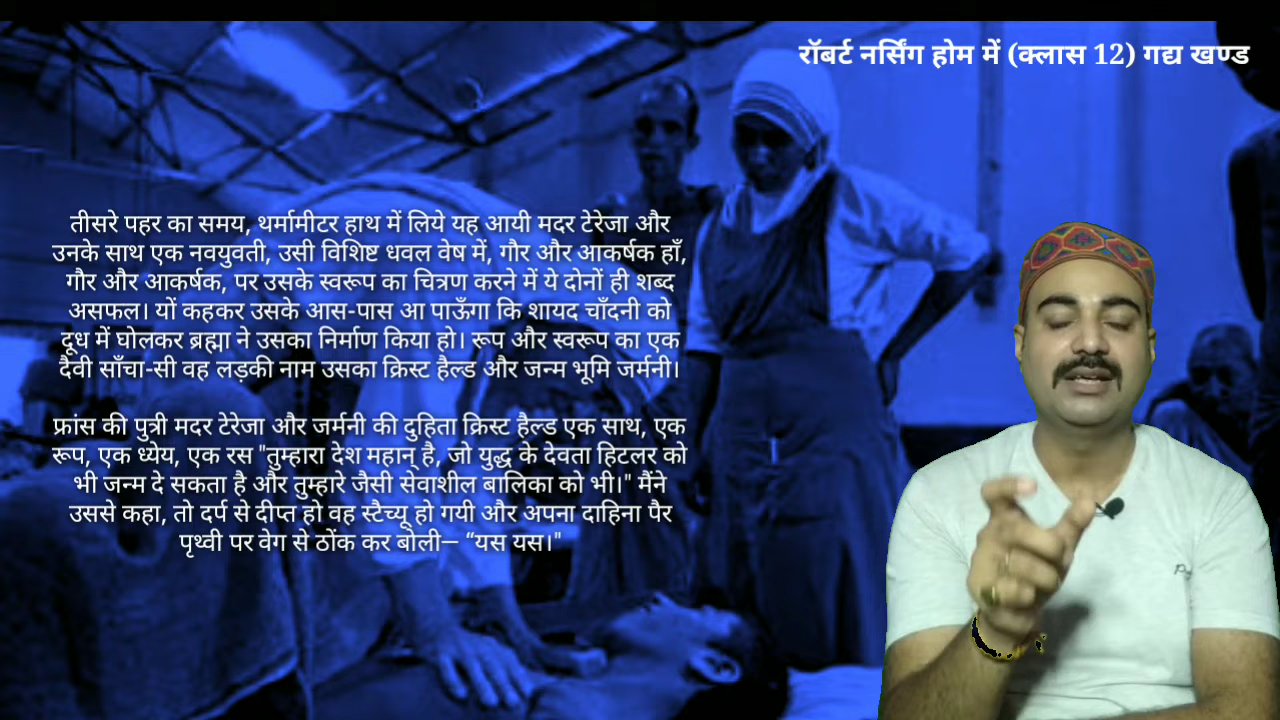 रॉबर्ट नर्सिंग होम में (क्लास 12) गद्य खण्ड
तीसरे पहर का समय, थर्मामीटर हाथ में लिये यह आयी मदर टेरेजा और
उनके साथ एक नवयुवती, उसी विशिष्ट धवल वेष में, गौर और आकर्षक हाँ,
गौर और आकर्षक, पर उसके स्वरूप का चित्रण करने में ये दोनों ही शब्द
असफल। यों कहकर उसके आस-पास आ पाऊँगा कि शायद चाँदनी को
दूध में घोलकर ब्रह्मा ने उसका निर्माण किया हो। रूप और स्वरूप का एक
दैवी साँचा-सी वह लड़की नाम उसका क्रिस्ट हैल्ड और जन्म भूमि जर्मनी।
फ्रांस की पुत्री मदर टेरेजा और जर्मनी की दुहिता क्रिस्ट हैल्ड एक साथ, एक
रूप, एक ध्येय, एक रस "तुम्हारा देश महान् है, जो युद्ध के देवता हिटलर को
भी जन्म दे सकता है और तुम्हारे जैसी सेवाशील बालिका को भी।" मैंने
उससे कहा, तो दर्प से दीप्त हो वह स्टैच्यू हो गयी और अपना दाहिना पैर
पृथ्वी पर वेग से ठोंक कर बोली— “यस यस।"